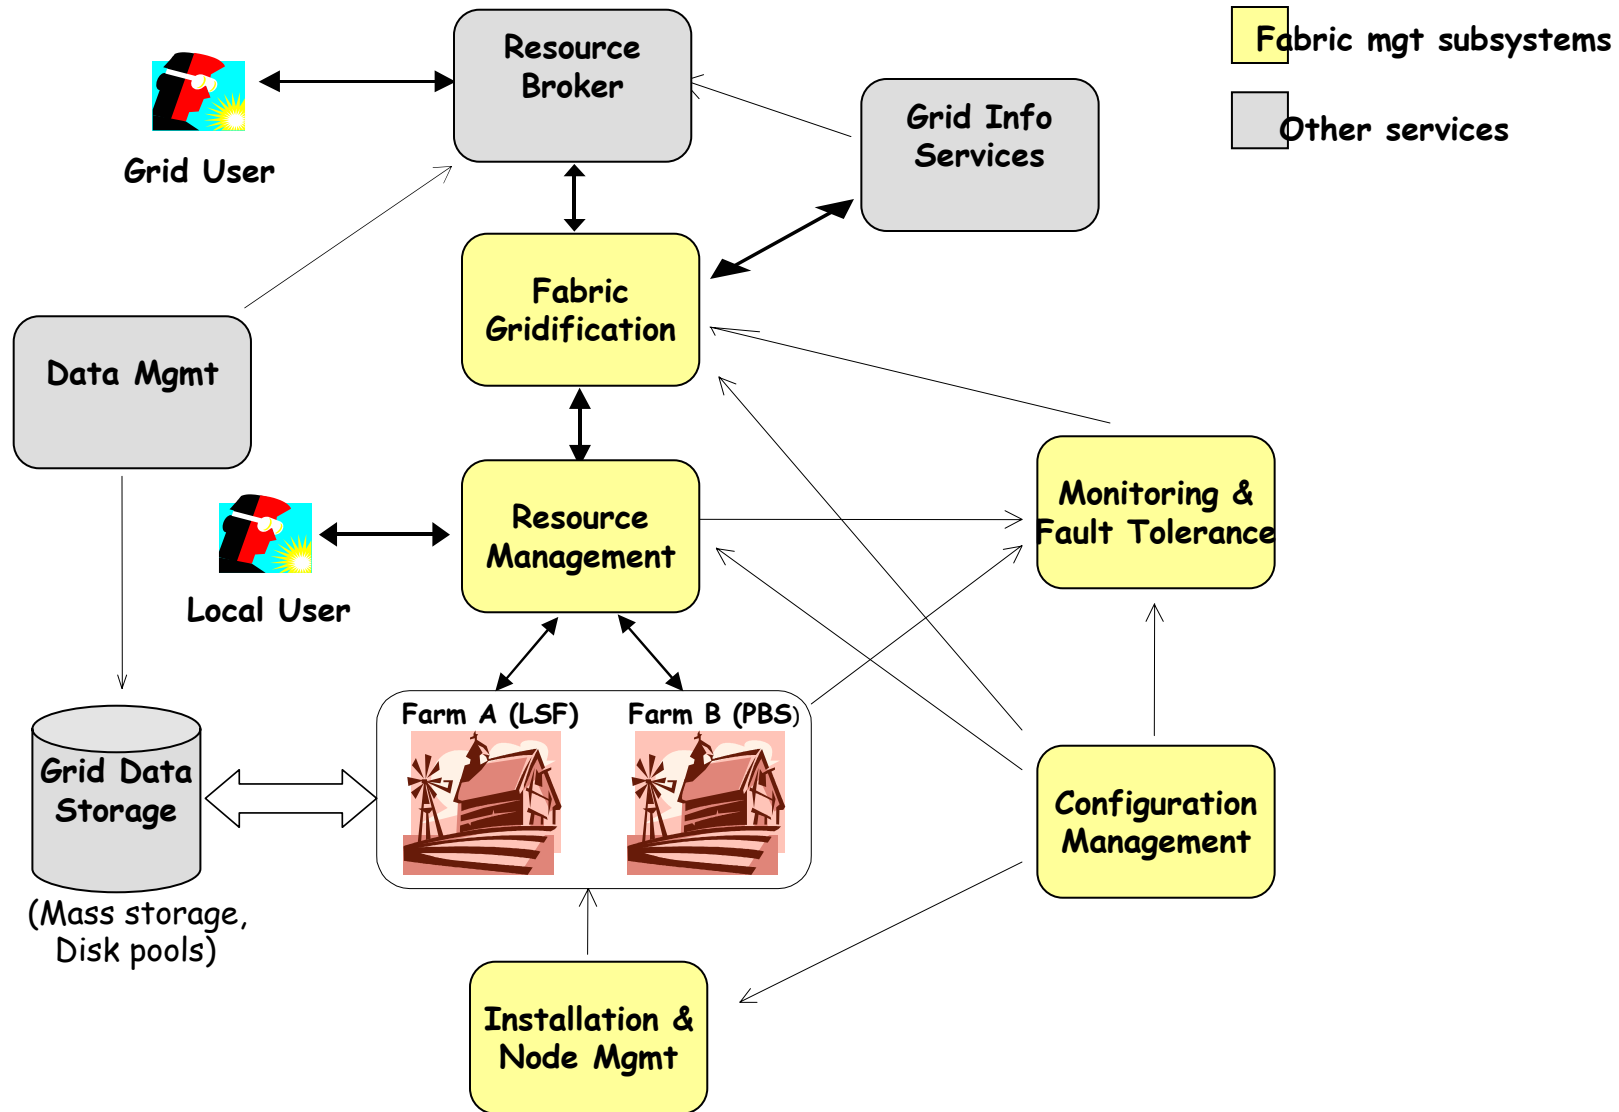 Resource
Broker
Fabric mgt subsystems
Grid Info
Services
Other services
Grid User
Fabric
Gridification
Data Mgmt
Monitoring &
Fault Tolerance
Resource
Management
Local User
Farm A (LSF)
Farm B (PBS)
Grid Data
Storage
Configuration
Management
(Mass storage,
Disk pools)
Installation &
Node Mgmt